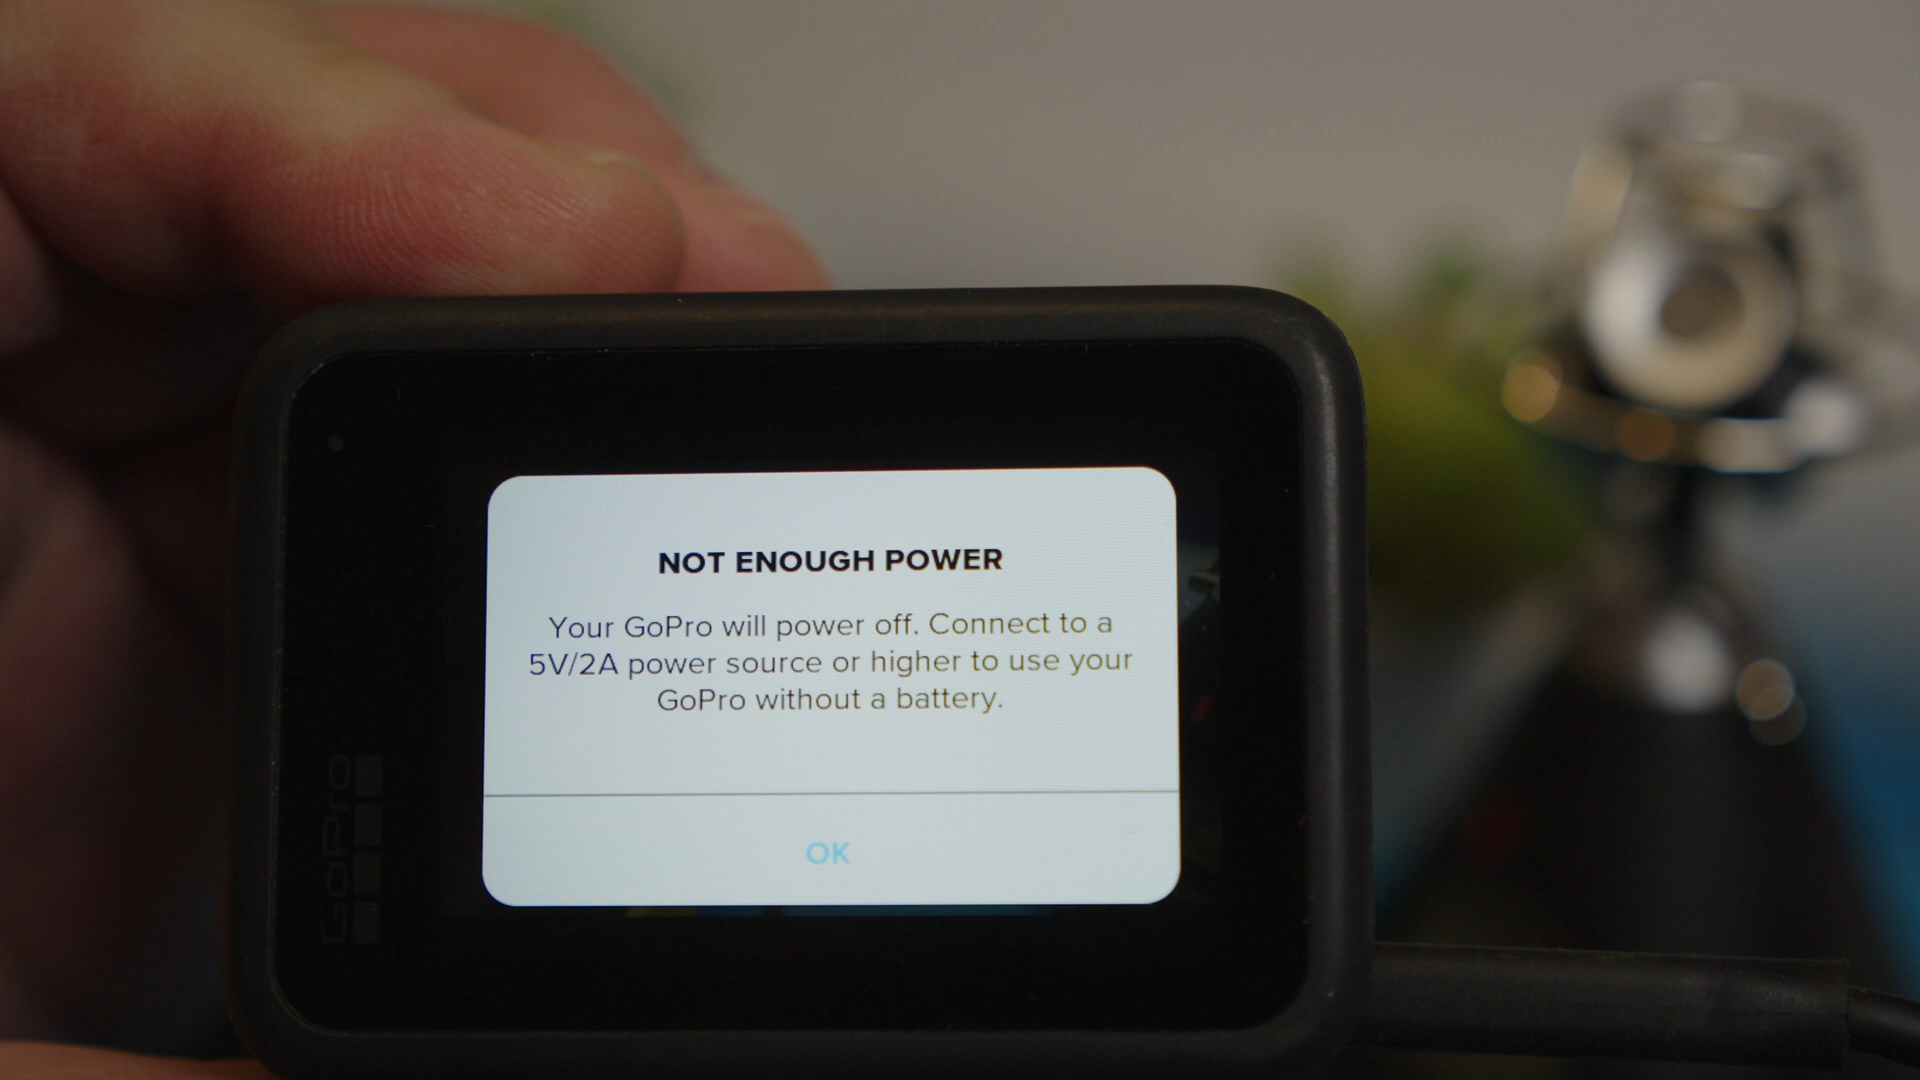 NOT ENOUGH POWER
Your GoPro will power off. Connect to a
5V/2A power source or higher to use your
GoPro without a battery.
OK
GoPro